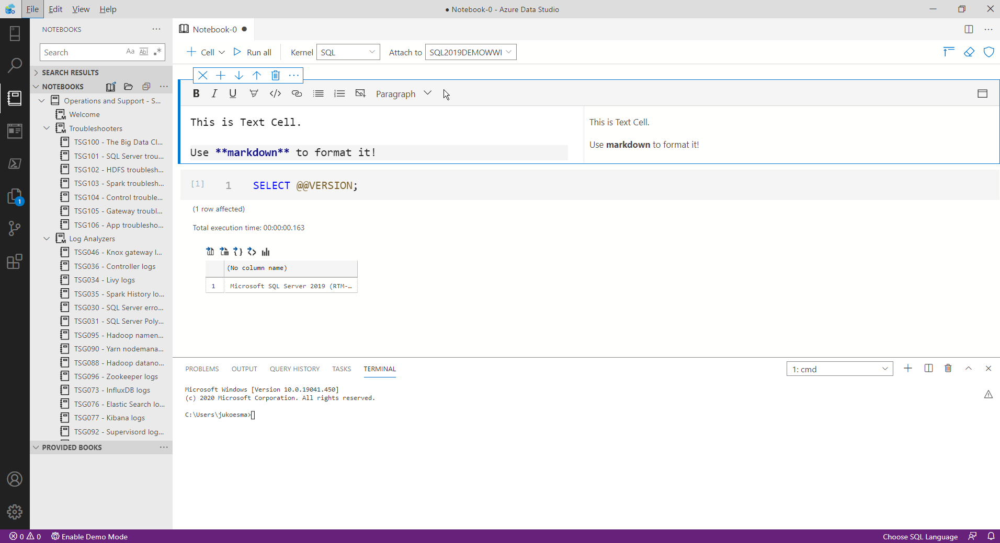 File Edit View Help
● Notebook-0 - Azure Data Studio
NOTEBOOKS
Search
Aa Abl .*
SEARCH RESULTS
NOTEBOOKS
Operations and Support - S...
Welcome
Troubleshooters
TSG100 - The Big Data Cl...
TSG101 - SQL Server trou...
TSG102 - HDFS troublesh...
TSG103 - Spark troublesh...
TSG104 - Control trouble...
TSG105 - Gateway troubl...
TSG106 - App troublesho...
Log Analyzers
TSG046 - Knox gateway l...
TSG036 - Controller logs
TSG034 - Livy logs
TSG035 - Spark History lo...
TSG030 - SQL Server erro...
TSG031 - SQL Server Poly...
TSG095 - Hadoop namen...
TSG090 - Yarn nodemana...
TSG088 - Hadoop datano...
TSG096 - Zookeeper logs
TSG073 - InfluxDB logs
TSG076 - Elastic Search lo...
TSG077 - Kibana logs
TSG092 - Supervisord log...
PROVIDED BOOKS
1
Notebook-0 ●
Cell Run all Kernel SQL Attach to SQL2019DEMOWWI
B I U Paragraph
This is Text Cell.
Use **markdown** to format it!
This is Text Cell.
Use markdown to format it!
[1] 1 SELECT @@VERSION;
(1 row affected)
Total execution time: 00:00:00.163
(No column name)
1 Microsoft SQL Server 2019 (RTM-...
PROBLEMS OUTPUT QUERY HISTORY TASKS TERMINAL
1: cmd
Microsoft Windows [Version 10.0.19041.450]
(c) 2020 Microsoft Corporation. All rights reserved.
C:\Users\jukoesma>
0 0 Enable Demo Mode
Choose SQL Language